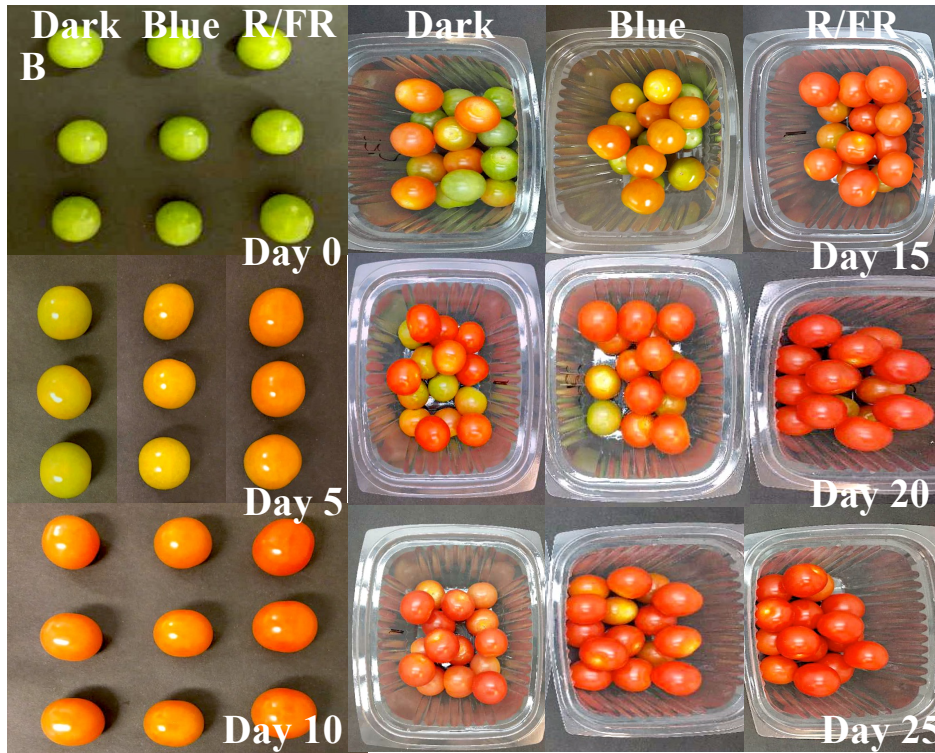 Dark Blue R/FR
B
Day 0
Day 5
Day 10
Dark Blue R/FR
Day 15
Day 20
Day 25